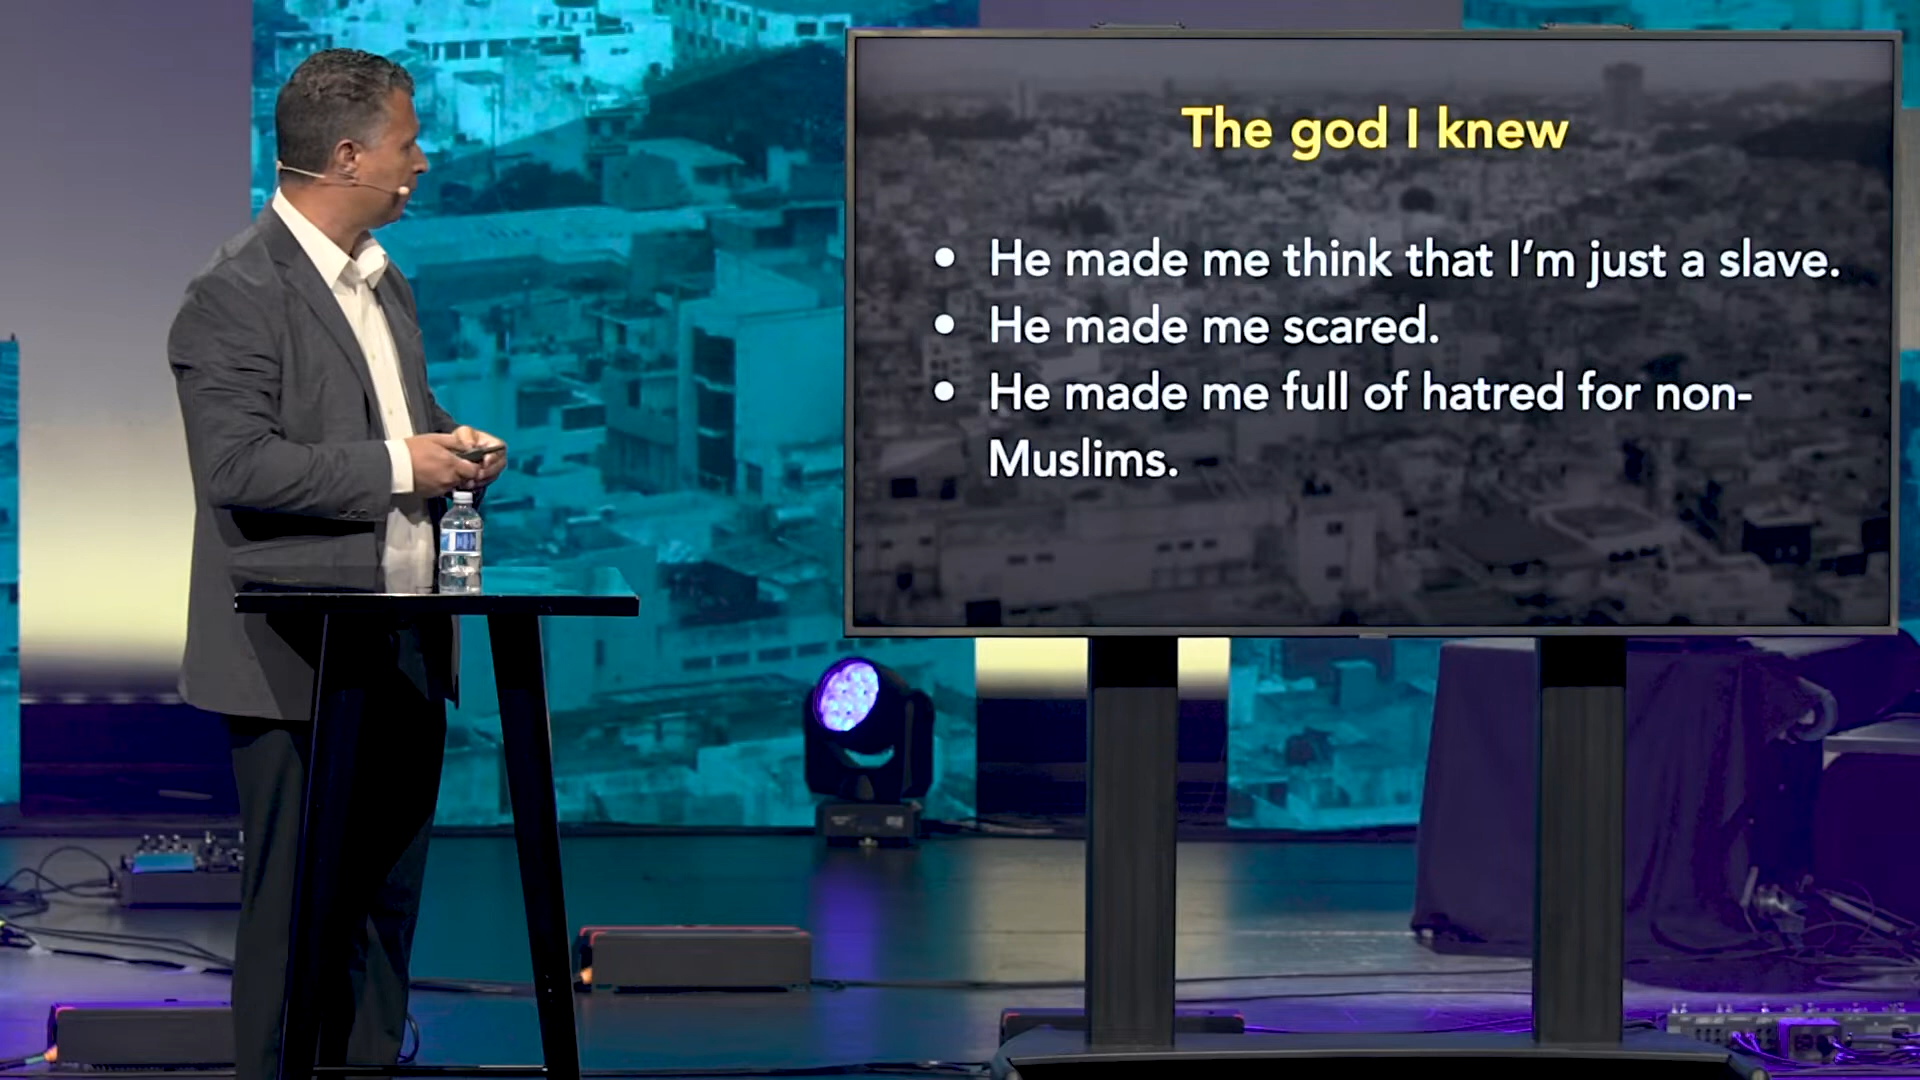 The god I knew
• He made me think that I'm just a slave.
• He made me scared.
• He made me full of hatred for non-
Muslims.